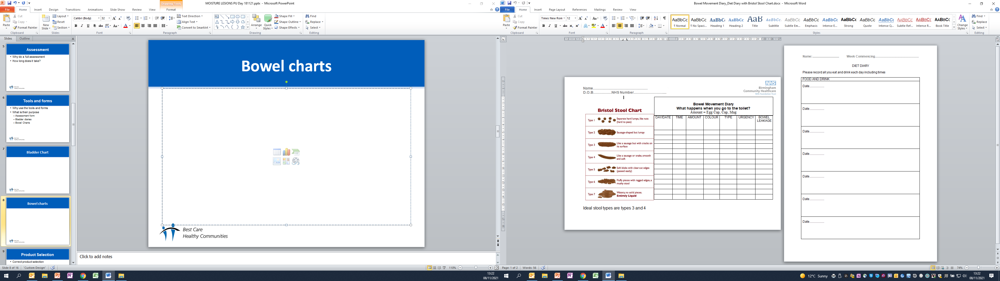 MOISTURE LESIONS PU Day 181121.pptx - Microsoft PowerPoint
Drawing Tools
File Home Insert Design Transitions Animations Slide Show Review View Format
Paste
Cut
Copy
Format Painter
Clipboard
New Slide
Layout
Reset
Section
Slides
Calibri (Body) 32
Font
Text Direction
Align Text
Convert to SmartArt
Paragraph
Arrange
Quick Styles
Shape Fill
Shape Outline
Shape Effects
Drawing
Find
Replace
Select
Editing
Slides Outline
5
Assessment
• Why do a full assessment
• How long does it take?
6
Tools and forms
• Why use the tools and forms
• What is their purpose
– Assessment form
– Bladder diaries
– Bowel Charts
7
Bladder Chart
8
Bowel charts
9
Product Selection
• Correct product selection
Bowel charts
Best Care
Healthy Communities
Click to add notes
Slide 8 of 16 "Custom Design" 110%
13:22
08/11/2021
Bowel Movement Diary_Diet Diary with Bristol Stool Chart.docx - Microsoft Word
File Home Insert Page Layout References Mailings Review View
Paste
Cut
Copy
Format Painter
Clipboard
Times New Rom 12
Font
Paragraph
AaBbCc AaBbCc AaBbC AaBbCc AaB AaBbCc. AaBbCc AaBbCc AaBbCc AaBbCc AaBbCc AaBbCc AaBbCc AaBbCc AaBbCc
¶ Normal ¶ No Spaci... Heading 1 Heading 2 Title Subtitle Subtle Em... Emphasis Intense E... Strong Quote Intense Q... Subtle Ref... Intense R... Book Title
Change Styles
Styles
Find
Replace
Select
Editing
Name..............................................
D.O.B...............NHS Number...........................
NHS
Birmingham
Community Healthcare
NHS Foundation Trust
Bristol Stool Chart
Type 1 Separate hard lumps, like nuts (hard to pass)
Type 2 Sausage-shaped but lumpy
Type 3 Like a sausage but with cracks on its surface
Type 4 Like a sausage or snake, smooth and soft
Type 5 Soft blobs with clear-cut edges (passed easily)
Type 6 Fluffy pieces with ragged edges, a mushy stool
Type 7 Watery, no solid pieces. Entirely Liquid
Bowel Movement Diary
What happens when you go to the toilet?
Amount = Egg Cup, Cup, Mug
DAY/DATE TIME AMOUNT COLOUR TYPE URGENCY BOWEL LEAKAGE
Ideal stool types are types 3 and 4
Name:.............................. Week Commencing..........................................
DIET DIARY
Please record all you eat and drink each day including times
FOOD AND DRINK
Date...................
Date...................
Date...................
Date...................
Date...................
Date...................
Date...................
Page: 1 of 2 Words: 56 74%
12°C Sunny
13:22
08/11/2021